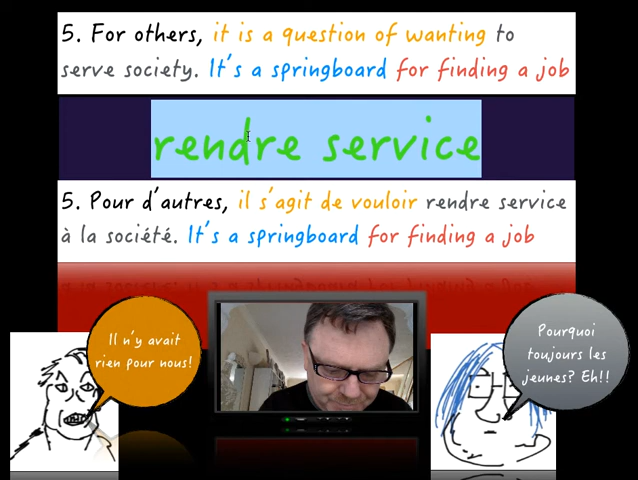 5. For others, it is a question of wanting to
serve society. It's a springboard for finding a job
rendre service
5. Pour d'autres, il s'agit de vouloir rendre service
à la société. It's a springboard for finding a job
Il n'y avait
rien pour nous!
Pourquoi
toujours les
jeunes? Eh!!